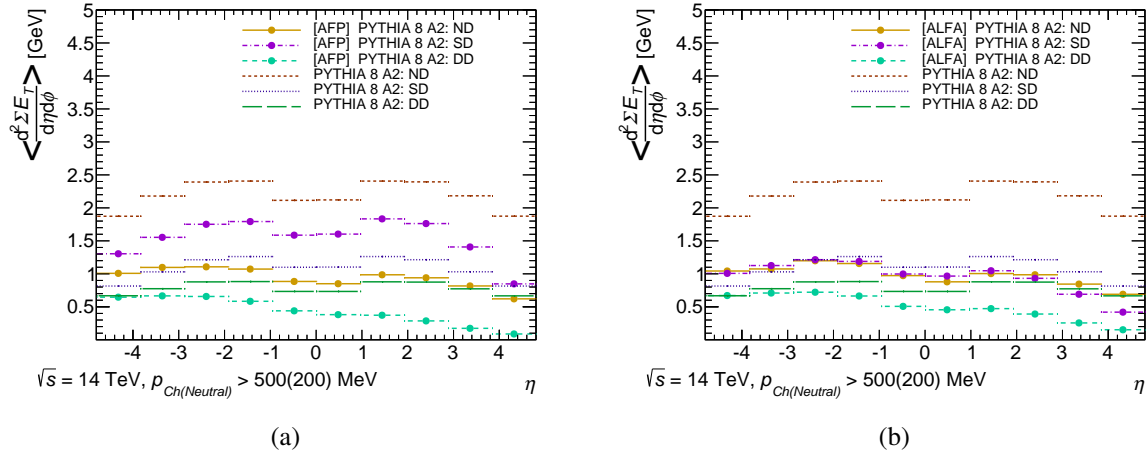 < d²ΣE_T / dηdφ > [GeV]
5
4.5
4
3.5
3
2.5
2
1.5
1
0.5
[AFP] PYTHIA 8 A2: ND
[AFP] PYTHIA 8 A2: SD
[AFP] PYTHIA 8 A2: DD
PYTHIA 8 A2: ND
PYTHIA 8 A2: SD
PYTHIA 8 A2: DD
-4 -3 -2 -1 0 1 2 3 4
√s = 14 TeV, p_Ch(Neutral) > 500(200) MeV η
(a)
< d²ΣE_T / dηdφ > [GeV]
5
4.5
4
3.5
3
2.5
2
1.5
1
0.5
[ALFA] PYTHIA 8 A2: ND
[ALFA] PYTHIA 8 A2: SD
[ALFA] PYTHIA 8 A2: DD
PYTHIA 8 A2: ND
PYTHIA 8 A2: SD
PYTHIA 8 A2: DD
-4 -3 -2 -1 0 1 2 3 4
√s = 14 TeV, p_Ch(Neutral) > 500(200) MeV η
(b)